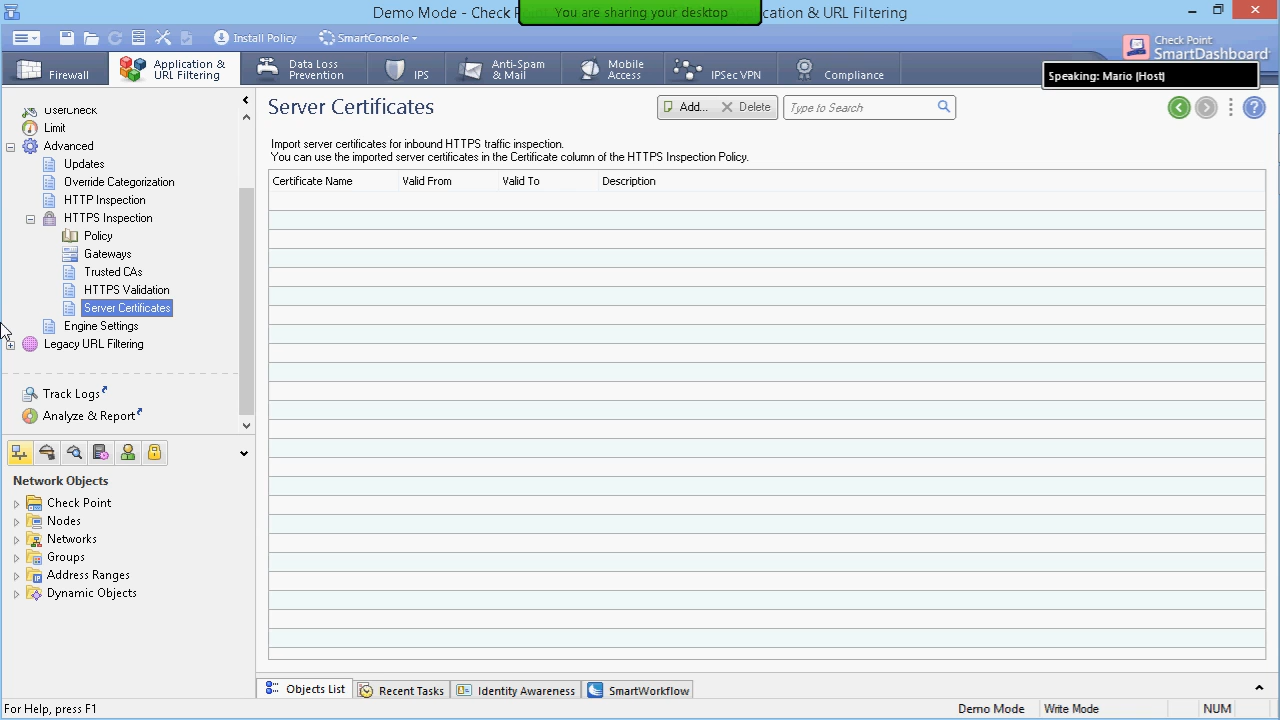 Demo Mode - Check P
You are sharing your desktop
ication & URL Filtering
Install Policy
SmartConsole
Check Point
SmartDashboard
Firewall
Application &
URL Filtering
Data Loss
Prevention
IPS
Anti-Spam
& Mail
Mobile
Access
IPSec VPN
Compliance
Speaking: Mario (Host)
UserCheck
Limit
Advanced
Updates
Override Categorization
HTTP Inspection
HTTPS Inspection
Policy
Gateways
Trusted CAs
HTTPS Validation
Server Certificates
Engine Settings
Legacy URL Filtering
Track Logs
Analyze & Report
Network Objects
Check Point
Nodes
Networks
Groups
Address Ranges
Dynamic Objects
Server Certificates
Add... Delete
Type to Search
Import server certificates for inbound HTTPS traffic inspection.
You can use the imported server certificates in the Certificate column of the HTTPS Inspection Policy.
Certificate Name Valid From Valid To Description
Objects List Recent Tasks Identity Awareness SmartWorkflow
For Help, press F1
Demo Mode Write Mode NUM